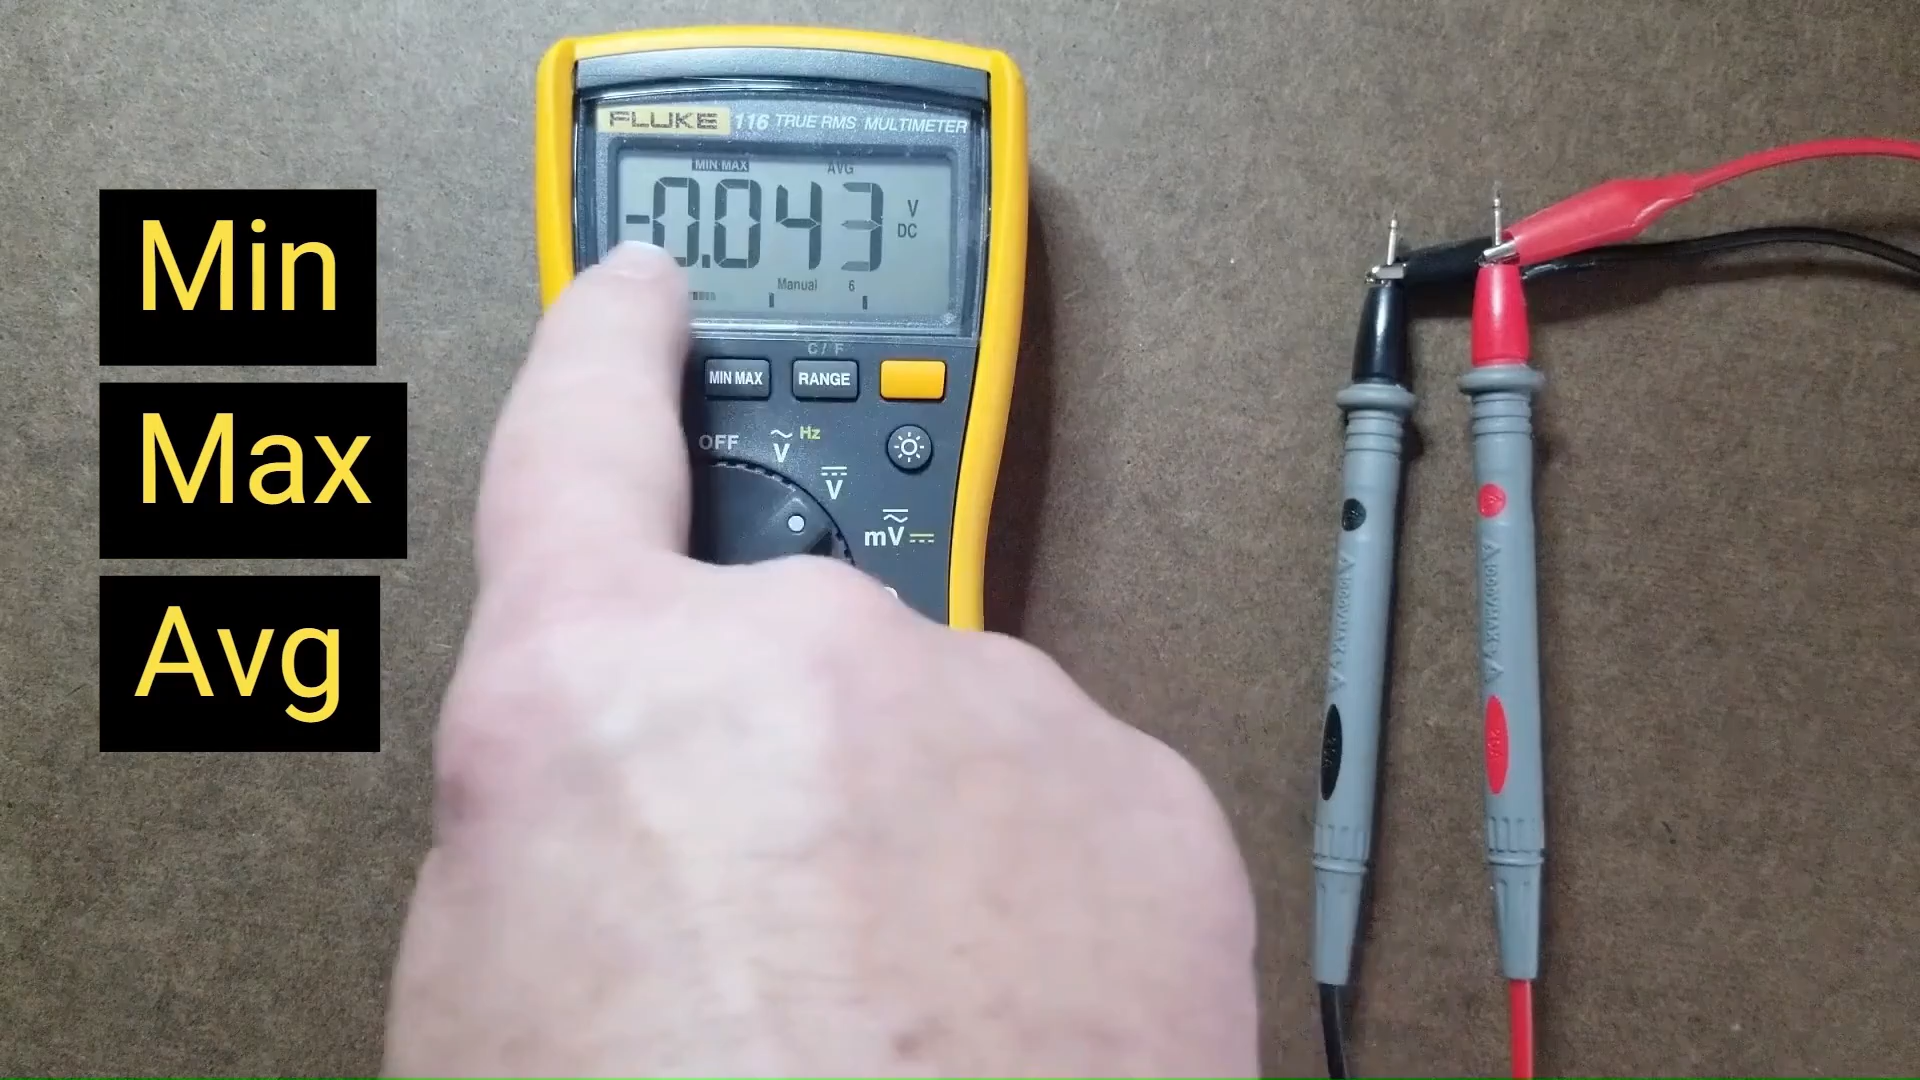 Min
Max
Avg
FLUKE 116 TRUE RMS MULTIMETER
MIN MAX AVG
-0.043 V
DC
Manual 6
C / F
MIN MAX RANGE
OFF
V Hz
V
mV